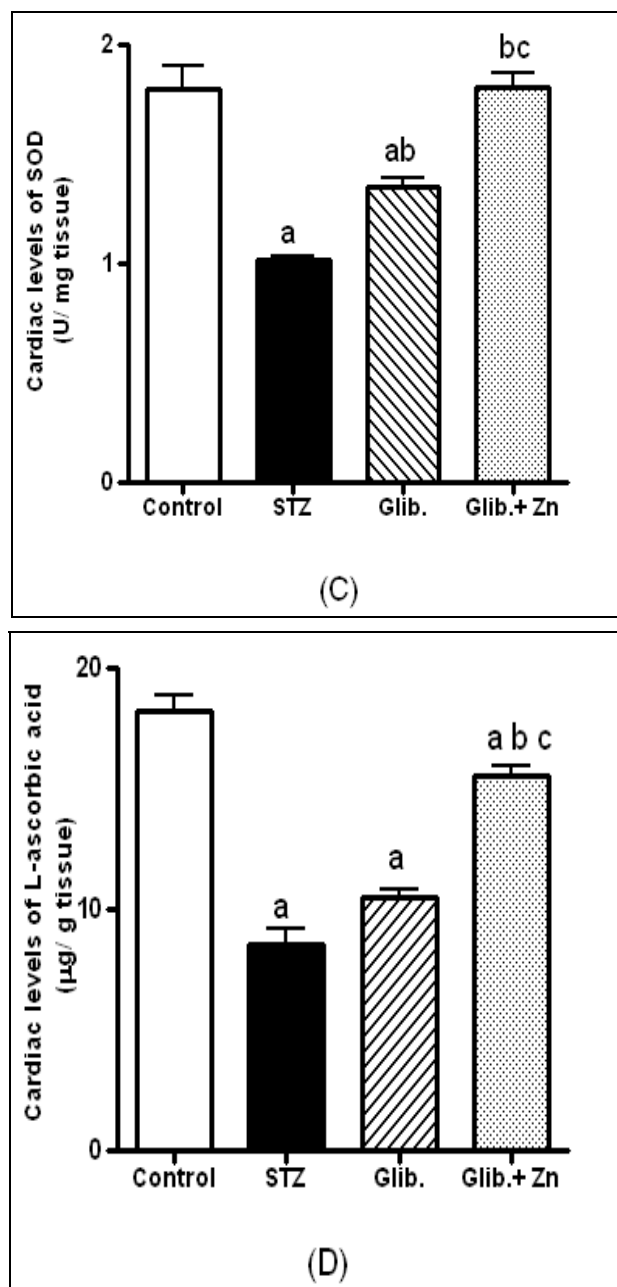 Cardiac levels of SOD
(U/ mg tissue)
2
1
0
a
ab
bc
Control STZ Glib. Glib.+ Zn
(C)
Cardiac levels of L-ascorbic acid
(µg/ g tissue)
20
10
0
a
a
a b c
Control STZ Glib. Glib.+ Zn
(D)